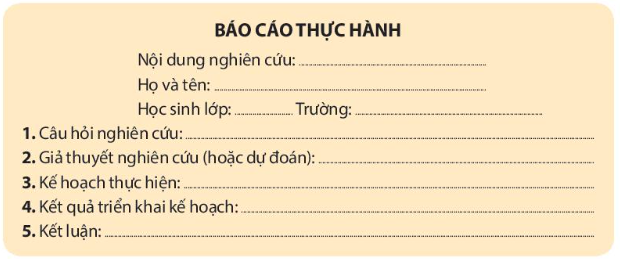 BÁO CÁO THỰC HÀNH
Nội dung nghiên cứu: ........................................
Họ và tên: ........................................
Học sinh lớp: .................... Trường: ........................................
1. Câu hỏi nghiên cứu: ........................................
2. Giả thuyết nghiên cứu (hoặc dự đoán): ........................................
3. Kế hoạch thực hiện: ........................................
4. Kết quả triển khai kế hoạch: ........................................
5. Kết luận: ........................................